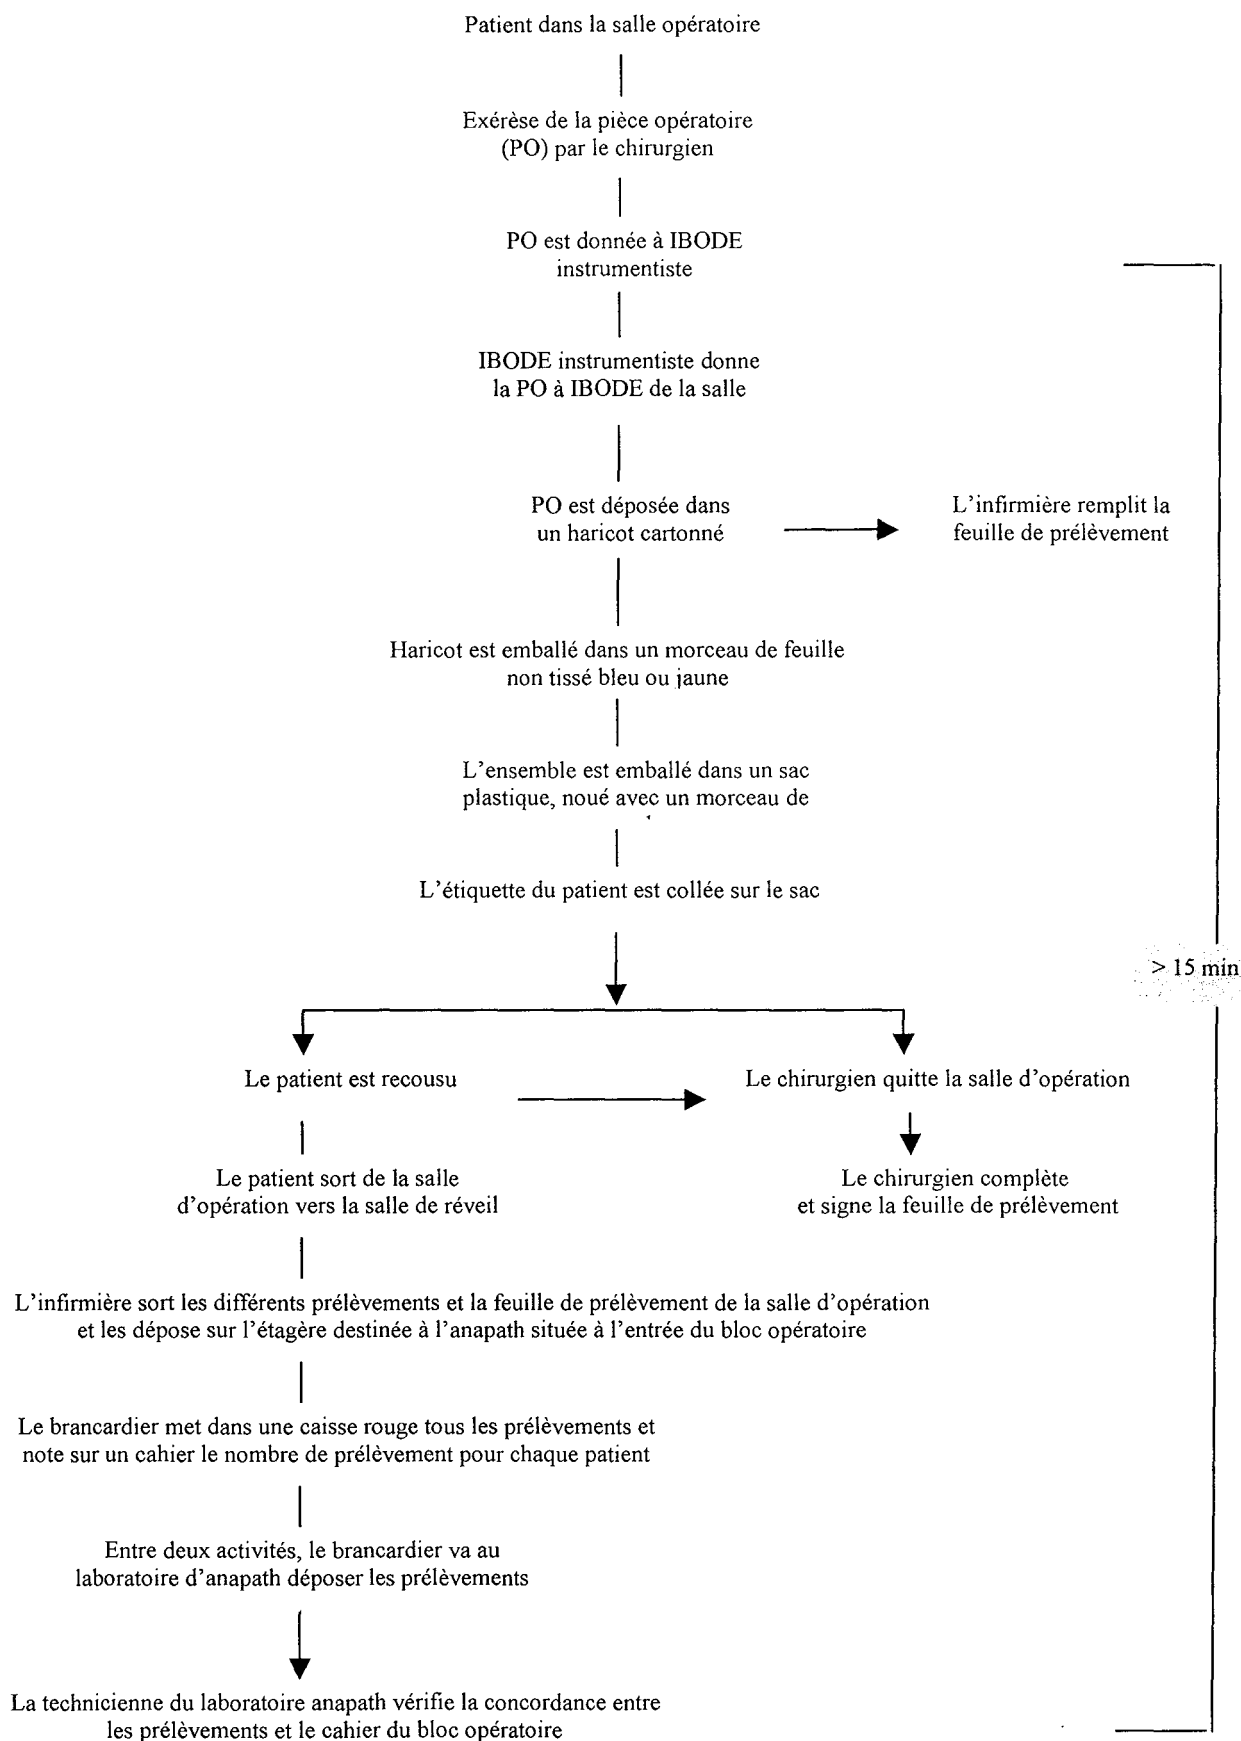 Patient dans la salle opératoire
Exérèse de la pièce opératoire
(PO) par le chirurgien
PO est donnée à IBODE
instrumentiste
IBODE instrumentiste donne
la PO à IBODE de la salle
PO est déposée dans
un haricot cartonné
L'infirmière remplit la
feuille de prélèvement
Haricot est emballé dans un morceau de feuille
non tissé bleu ou jaune
L'ensemble est emballé dans un sac
plastique, noué avec un morceau de
L'étiquette du patient est collée sur le sac
> 15 min
Le patient est recousu
Le chirurgien quitte la salle d'opération
Le patient sort de la salle
d'opération vers la salle de réveil
Le chirurgien complète
et signe la feuille de prélèvement
L'infirmière sort les différents prélèvements et la feuille de prélèvement de la salle d'opération
et les dépose sur l'étagère destinée à l'anapath située à l'entrée du bloc opératoire
Le brancardier met dans une caisse rouge tous les prélèvements et
note sur un cahier le nombre de prélèvement pour chaque patient
Entre deux activités, le brancardier va au
laboratoire d'anapath déposer les prélèvements
La technicienne du laboratoire anapath vérifie la concordance entre
les prélèvements et le cahier du bloc opératoire